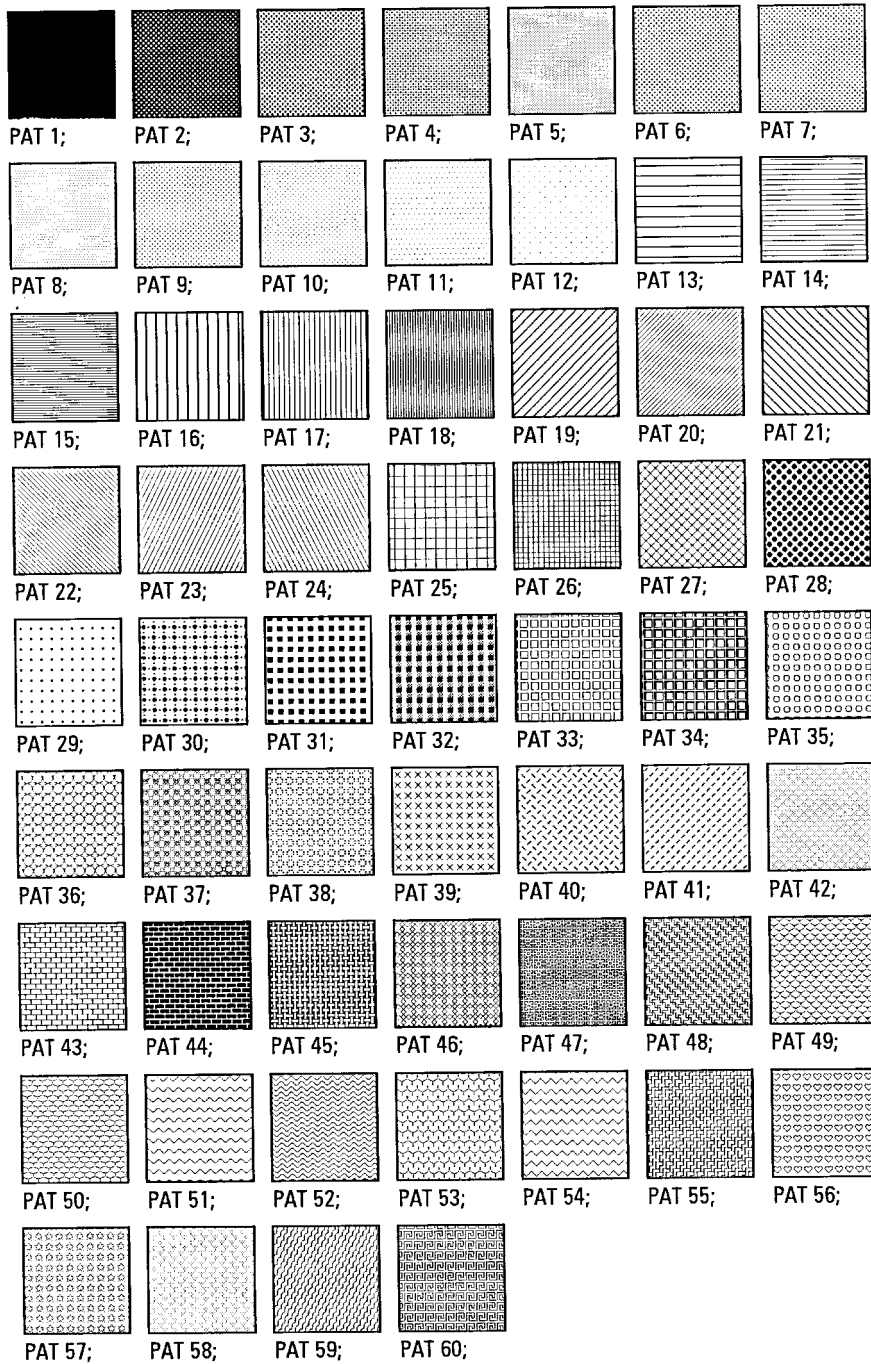 PAT 1; PAT 2; PAT 3; PAT 4; PAT 5; PAT 6; PAT 7;
PAT 8; PAT 9; PAT 10; PAT 11; PAT 12; PAT 13; PAT 14;
PAT 15; PAT 16; PAT 17; PAT 18; PAT 19; PAT 20; PAT 21;
PAT 22; PAT 23; PAT 24; PAT 25; PAT 26; PAT 27; PAT 28;
PAT 29; PAT 30; PAT 31; PAT 32; PAT 33; PAT 34; PAT 35;
PAT 36; PAT 37; PAT 38; PAT 39; PAT 40; PAT 41; PAT 42;
PAT 43; PAT 44; PAT 45; PAT 46; PAT 47; PAT 48; PAT 49;
PAT 50; PAT 51; PAT 52; PAT 53; PAT 54; PAT 55; PAT 56;
PAT 57; PAT 58; PAT 59; PAT 60;